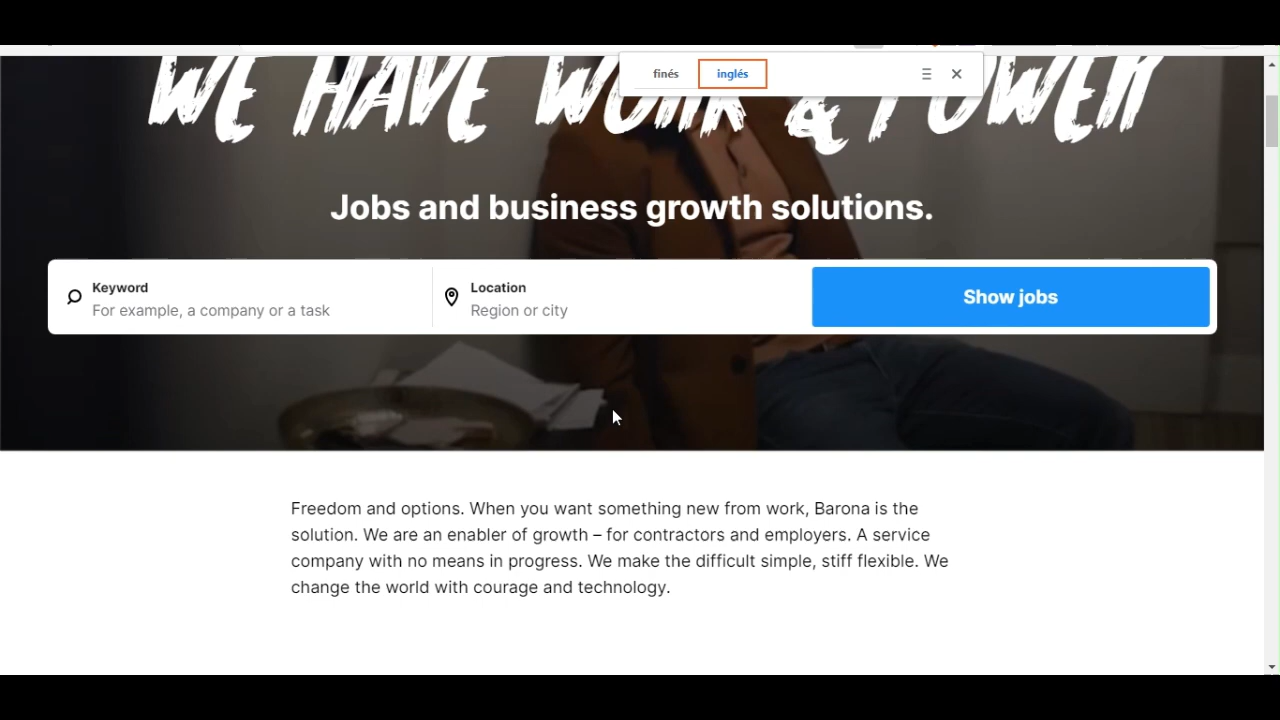 finés inglés
WE HAVE WORK & POWER
Jobs and business growth solutions.
Keyword
For example, a company or a task
Location
Region or city
Show jobs
Freedom and options. When you want something new from work, Barona is the
solution. We are an enabler of growth – for contractors and employers. A service
company with no means in progress. We make the difficult simple, stiff flexible. We
change the world with courage and technology.